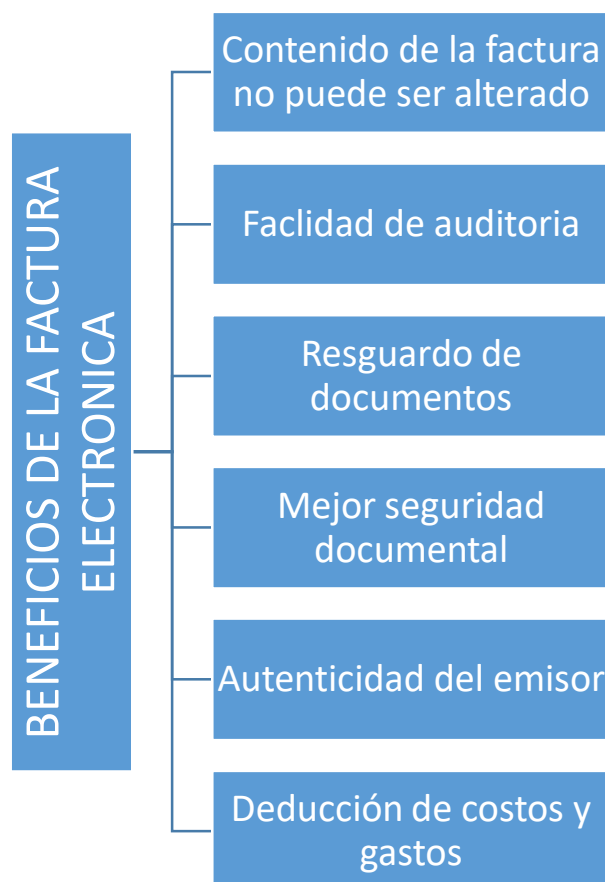 BENEFICIOS DE LA FACTURA
ELECTRONICA
Contenido de la factura
no puede ser alterado
Faclidad de auditoria
Resguardo de
documentos
Mejor seguridad
documental
Autenticidad del emisor
Deducción de costos y
gastos